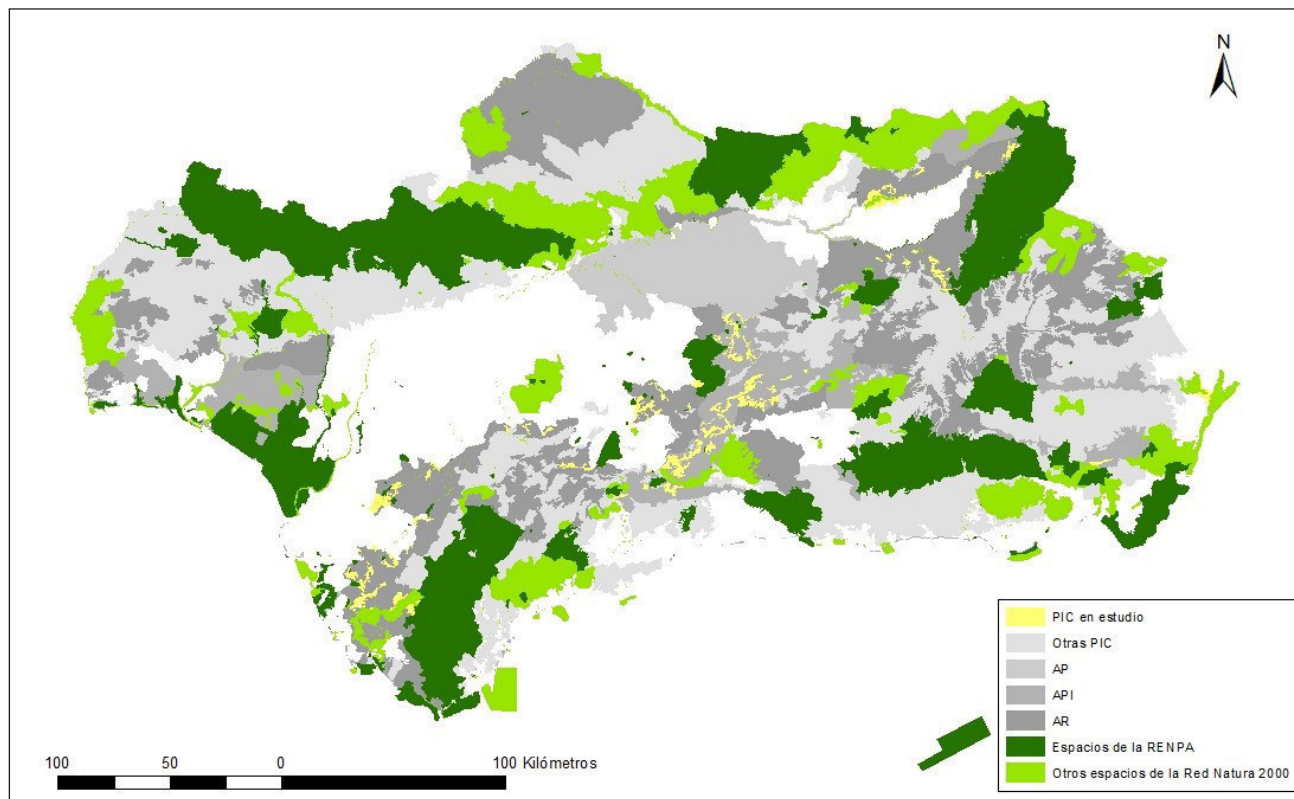 N
PIC en estudio
Otras PIC
AP
API
AR
Espacios de la RENPA
Otros espacios de la Red Natura 2000
100 50 0 100 Kilómetros